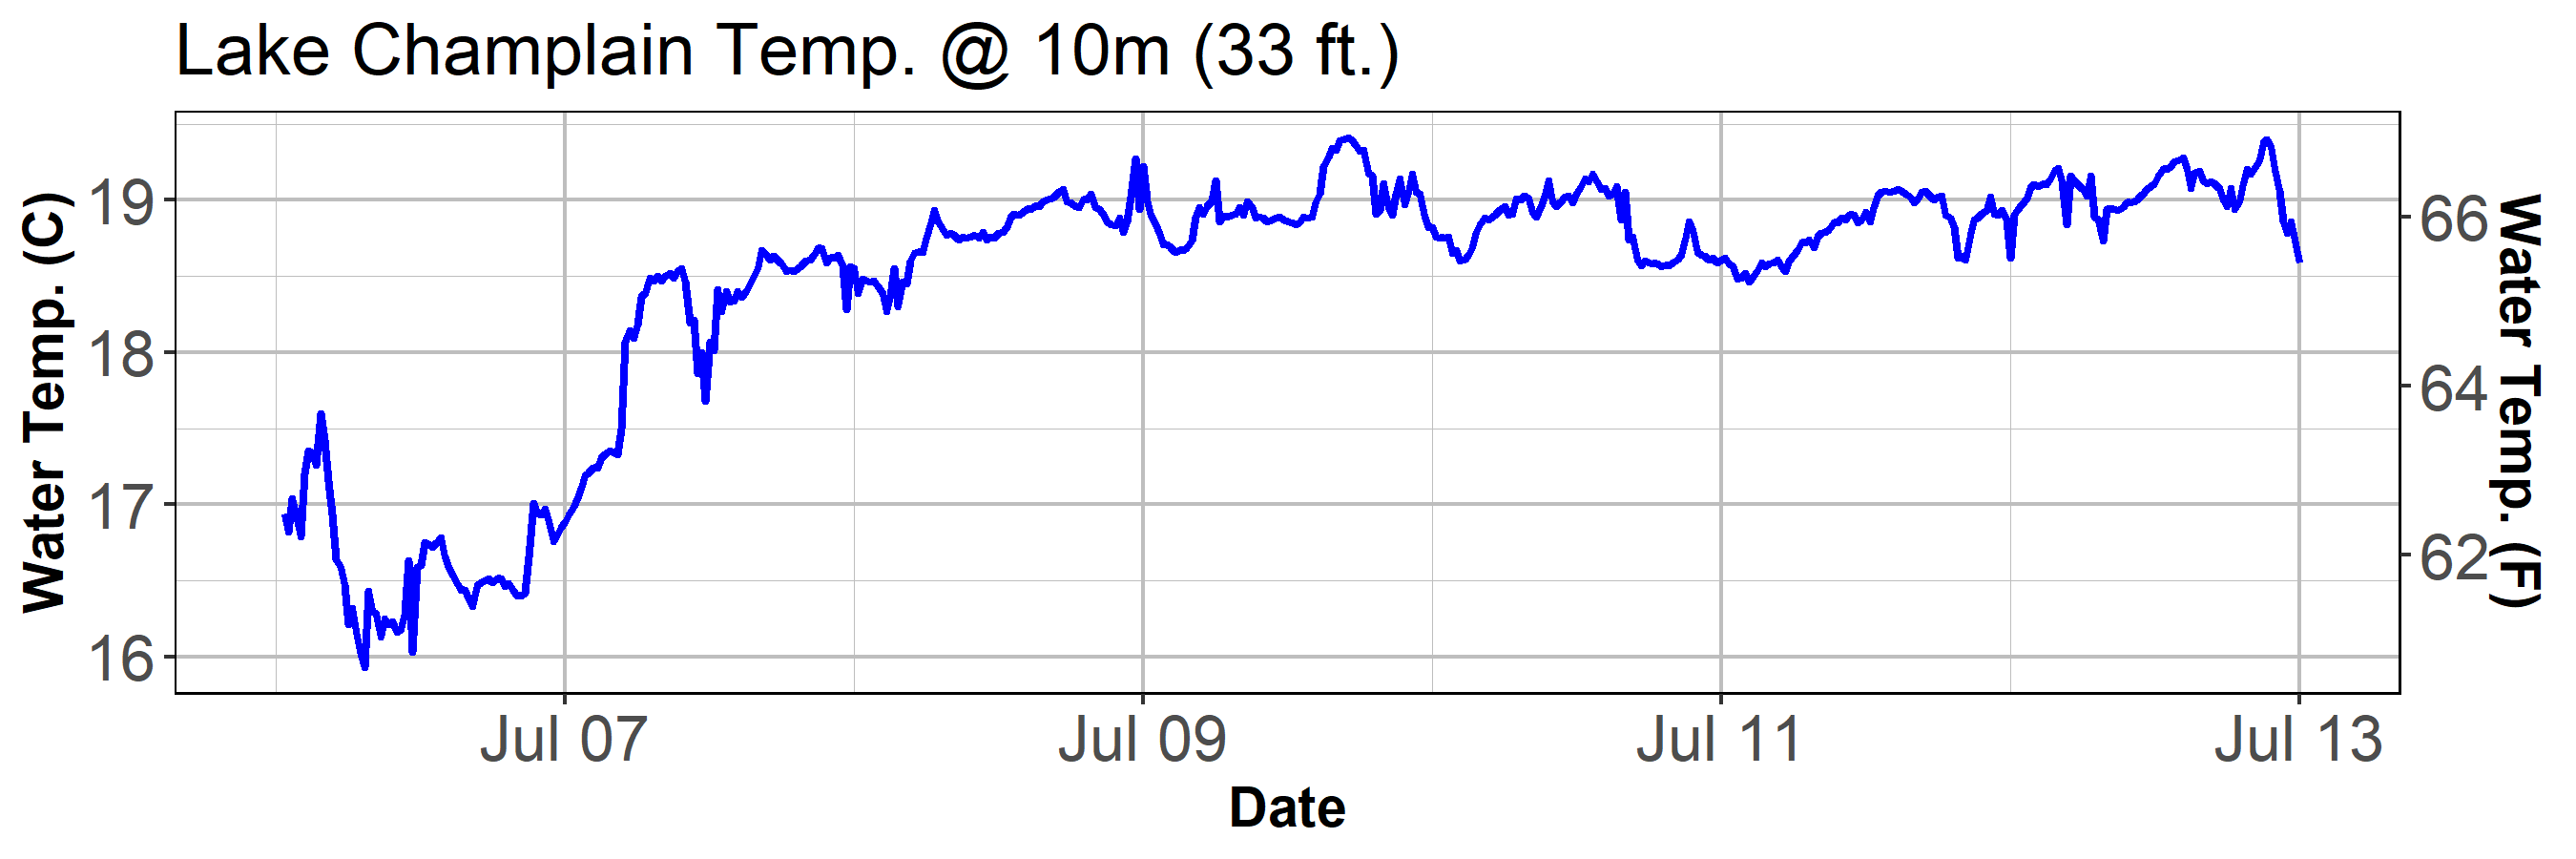 Lake Champlain Temp. @ 10m (33 ft.)
Water Temp. (C)
19
18
17
16
66
64
62
Water Temp. (F)
Jul 07
Jul 09
Jul 11
Jul 13
Date